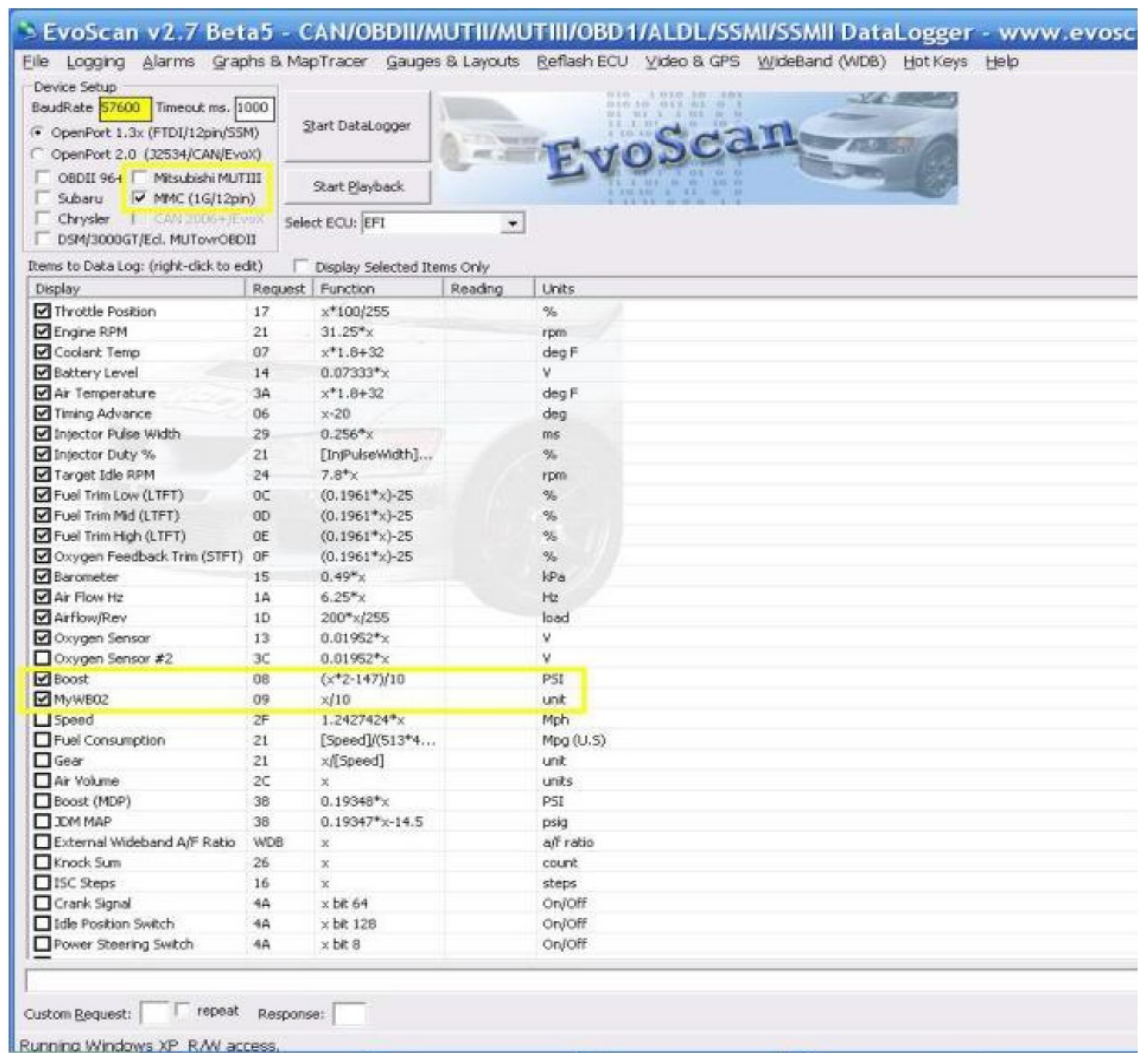 EvoScan v2.7 Beta5 - CAN/OBDII/MUTII/MUTIII/OBD1/ALDL/SSMI/SSMII DataLogger - www.evosc
File Logging Alarms Graphs & MapTracer Gauges & Layouts Reflash ECU Video & GPS WideBand (WDB) Hot Keys Help
Device Setup
BaudRate 57600 Timeout ms. 1000
OpenPort 1.3x (FTDI/12pin/SSM)
OpenPort 2.0 (J2534/CAN/EvoX)
OBDII 964 Mitsubishi MUTIII
Subaru MMC (1G/12pin)
Chrysler CAN 2006+/EvoX
DSM/3000GT/Ecl. MUTovrOBDII
Start DataLogger
Start Playback
Select ECU: EFI
EvoScan
Items to Data Log: (right-click to edit) Display Selected Items Only
Display Request Function Reading Units
Throttle Position 17 x*100/255 %
Engine RPM 21 31.25*x rpm
Coolant Temp 07 x*1.8+32 deg F
Battery Level 14 0.07333*x V
Air Temperature 3A x*1.8+32 deg F
Timing Advance 06 x-20 deg
Injector Pulse Width 29 0.256*x ms
Injector Duty % 21 [InjPulseWidth]... %
Target Idle RPM 24 7.8*x rpm
Fuel Trim Low (LTFT) 0C (0.1961*x)-25 %
Fuel Trim Mid (LTFT) 0D (0.1961*x)-25 %
Fuel Trim High (LTFT) 0E (0.1961*x)-25 %
Oxygen Feedback Trim (STFT) 0F (0.1961*x)-25 %
Barometer 15 0.49*x kPa
Air Flow Hz 1A 6.25*x Hz
Airflow/Rev 1D 200*x/255 load
Oxygen Sensor 13 0.01952*x V
Oxygen Sensor #2 3C 0.01952*x V
Boost 08 (x*2-147)/10 PSI
MyWBO2 09 x/10 unit
Speed 2F 1.2427424*x Mph
Fuel Consumption 21 [Speed]/(513*4... Mpg (U.S)
Gear 21 x/[Speed] unit
Air Volume 2C x units
Boost (MDP) 38 0.19348*x PSI
JDM MAP 38 0.19347*x-14.5 psig
External Wideband A/F Ratio WDB x a/f ratio
Knock Sum 26 x count
ISC Steps 16 x steps
Crank Signal 4A x bit 64 On/Off
Idle Position Switch 4A x bit 128 On/Off
Power Steering Switch 4A x bit 8 On/Off
Custom Request: repeat Response:
Running Windows XP R/W access.